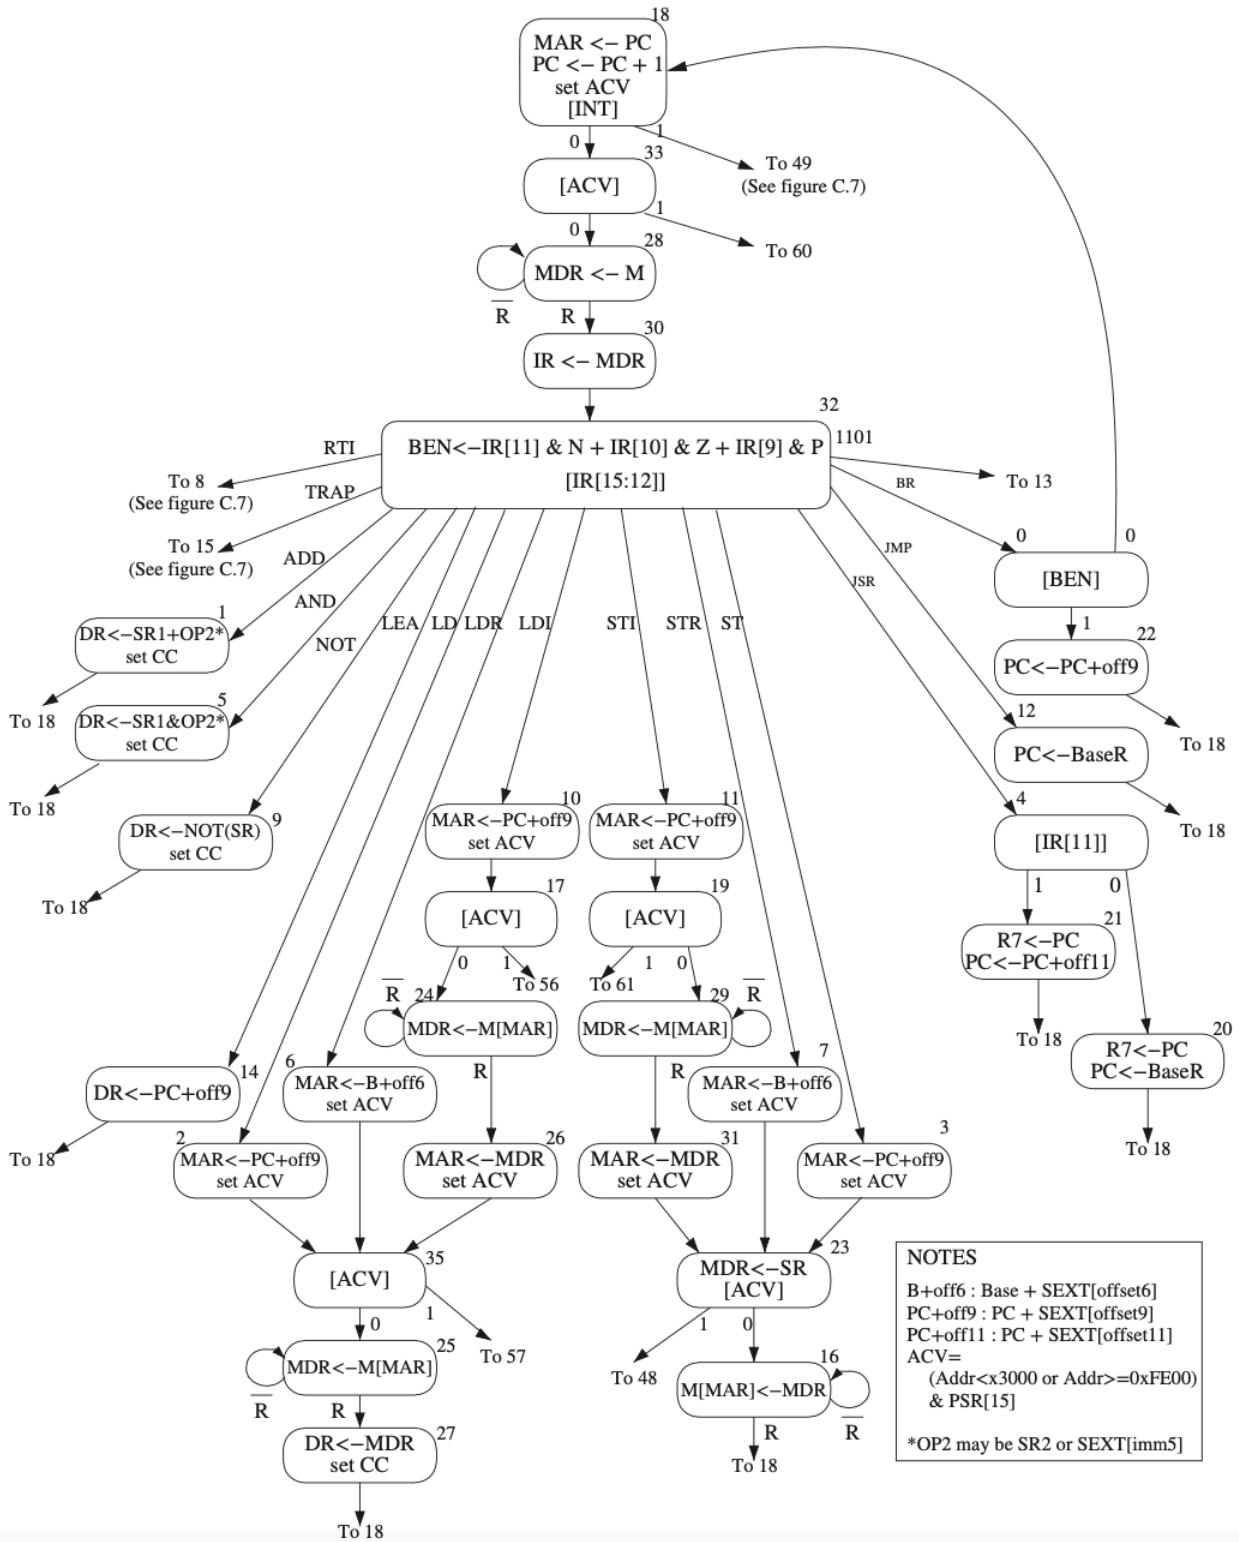 18
MAR <– PC
PC <– PC + 1
set ACV
[INT]
0
1
33
To 49
(See figure C.7)
[ACV]
0
1
28
To 60
MDR <– M
R
R
30
IR <– MDR
32
BEN<–IR[11] & N + IR[10] & Z + IR[9] & P
[IR[15:12]]
1101
RTI
To 8
(See figure C.7)
TRAP
To 15
(See figure C.7)
ADD
AND
NOT
LEA
LD
LDR
LDI
STI
STR
ST
JSR
JMP
BR
To 13
0
0
[BEN]
1
22
PC<–PC+off9
To 18
12
PC<–BaseR
To 18
4
[IR[11]]
1
0
21
R7<–PC
PC<–PC+off11
To 18
20
R7<–PC
PC<–BaseR
To 18
1
DR<–SR1+OP2*
set CC
To 18
5
DR<–SR1&OP2*
set CC
To 18
9
DR<–NOT(SR)
set CC
To 18
10
MAR<–PC+off9
set ACV
17
[ACV]
0
1
To 56
R
24
MDR<–M[MAR]
R
26
MAR<–MDR
set ACV
11
MAR<–PC+off9
set ACV
19
[ACV]
1
0
To 61
29
R
MDR<–M[MAR]
R
31
MAR<–MDR
set ACV
14
DR<–PC+off9
To 18
2
MAR<–PC+off9
set ACV
6
MAR<–B+off6
set ACV
7
MAR<–B+off6
set ACV
3
MAR<–PC+off9
set ACV
35
[ACV]
0
1
To 57
25
MDR<–M[MAR]
R
R
27
DR<–MDR
set CC
To 18
23
MDR<–SR
[ACV]
1
0
To 48
16
M[MAR]<–MDR
R
R
To 18
NOTES
B+off6 : Base + SEXT[offset6]
PC+off9 : PC + SEXT[offset9]
PC+off11 : PC + SEXT[offset11]
ACV=
(Addr<x3000 or Addr>=0xFE00)
& PSR[15]
*OP2 may be SR2 or SEXT[imm5]